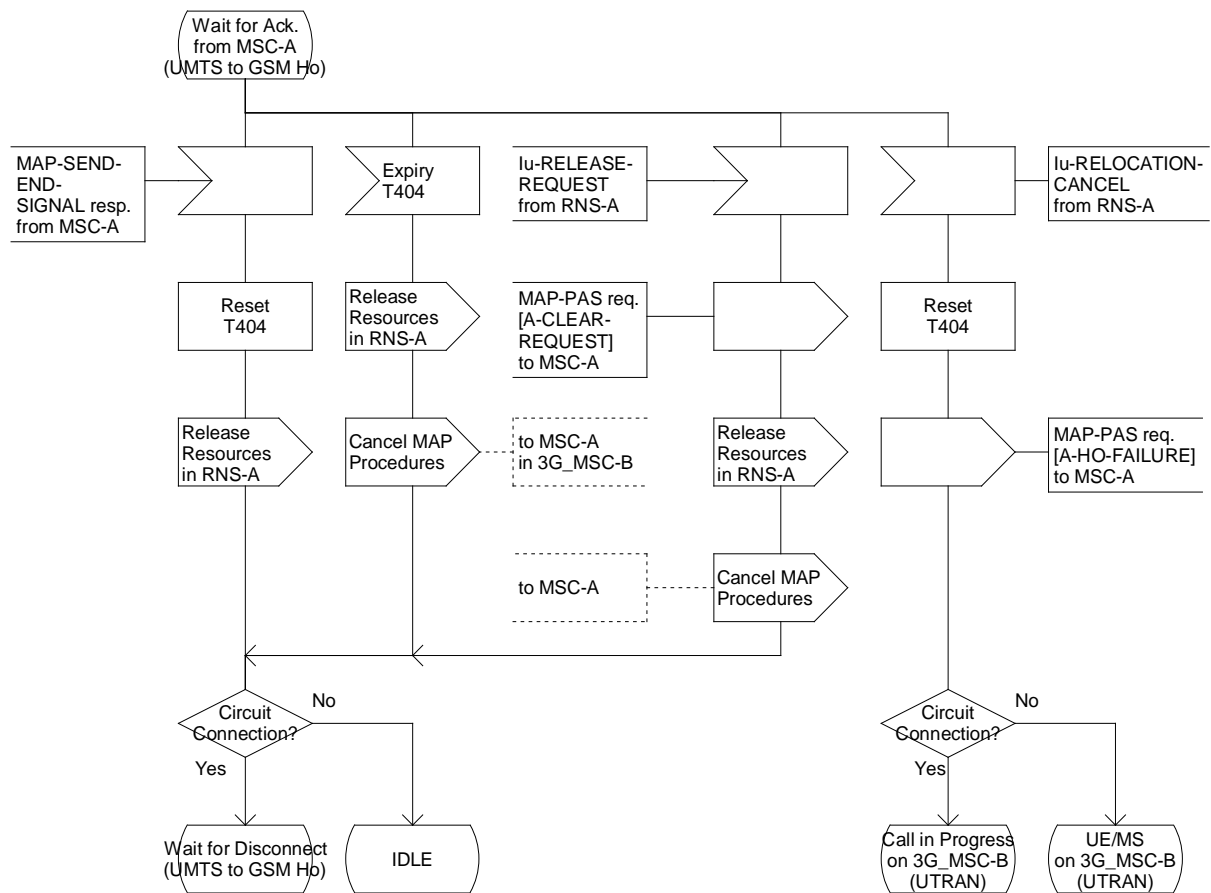 Wait for Ack.
from MSC-A
(UMTS to GSM Ho)
MAP-SEND-
END-
SIGNAL resp.
from MSC-A
Expiry
T404
Iu-RELEASE-
REQUEST
from RNS-A
Iu-RELOCATION-
CANCEL
from RNS-A
Reset
T404
Release
Resources
in RNS-A
MAP-PAS req.
[A-CLEAR-
REQUEST]
to MSC-A
Reset
T404
Release
Resources
in RNS-A
Cancel MAP
Procedures
to MSC-A
in 3G_MSC-B
Release
Resources
in RNS-A
MAP-PAS req.
[A-HO-FAILURE]
to MSC-A
to MSC-A
Cancel MAP
Procedures
Circuit
Connection?
No
Yes
Circuit
Connection?
No
Yes
Wait for Disconnect
(UMTS to GSM Ho)
IDLE
Call in Progress
on 3G_MSC-B
(UTRAN)
UE/MS
on 3G_MSC-B
(UTRAN)